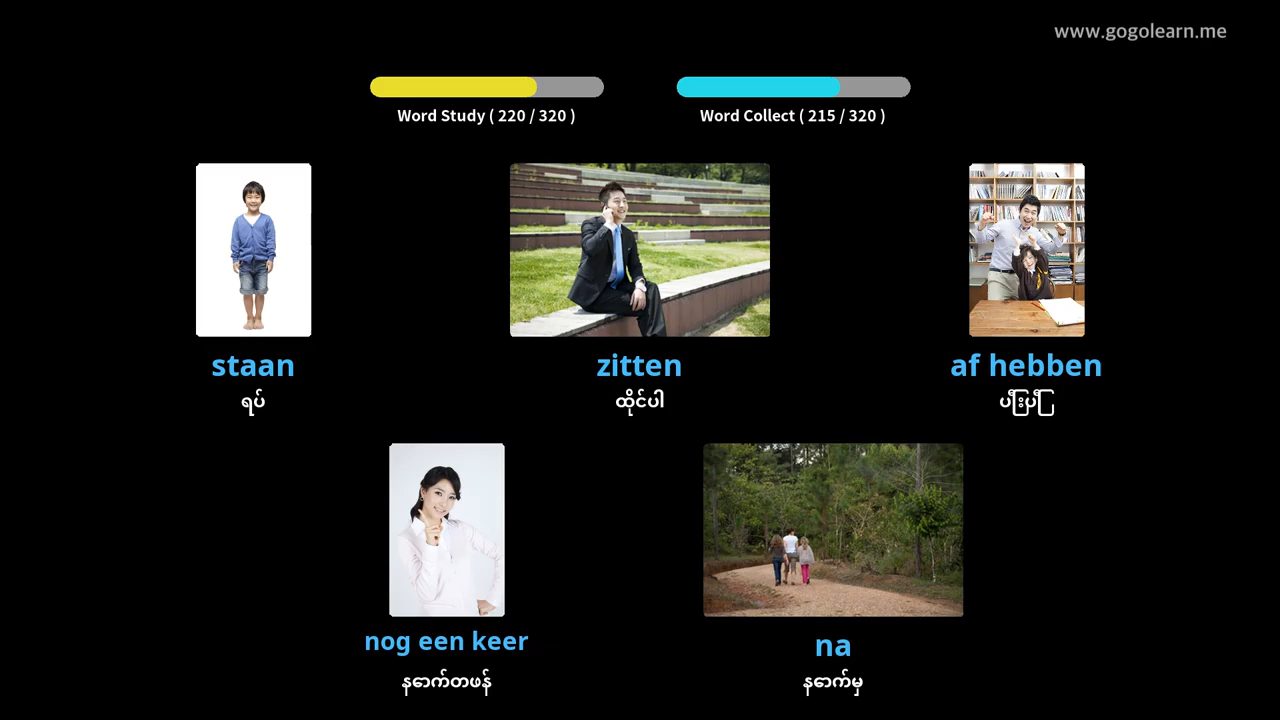 www.gogolearn.me
Word Study ( 220 / 320 )
Word Collect ( 215 / 320 )
staan
ရပ်
zitten
ထိုင်ပါ
af hebben
ပြီးပြီ
nog een keer
နောက်တဖန်
na
နောက်မှ